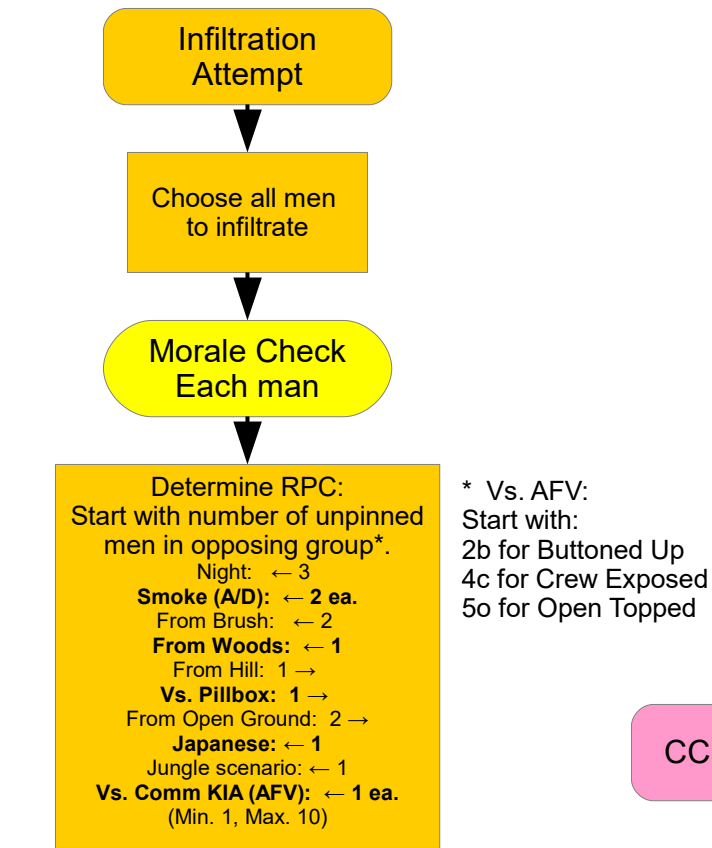 Infiltration
Attempt
Choose all men
to infiltrate
Morale Check
Each man
Determine RPC:
Start with number of unpinned
men in opposing group*.
Night: ← 3
Smoke (A/D): ← 2 ea.
From Brush: ← 2
From Woods: ← 1
From Hill: 1 →
Vs. Pillbox: 1 →
From Open Ground: 2 →
Japanese: ← 1
Jungle scenario: ← 1
Vs. Comm KIA (AFV): ← 1 ea.
(Min. 1, Max. 10)
* Vs. AFV:
Start with:
2b for Buttoned Up
4c for Crew Exposed
5o for Open Topped
CC